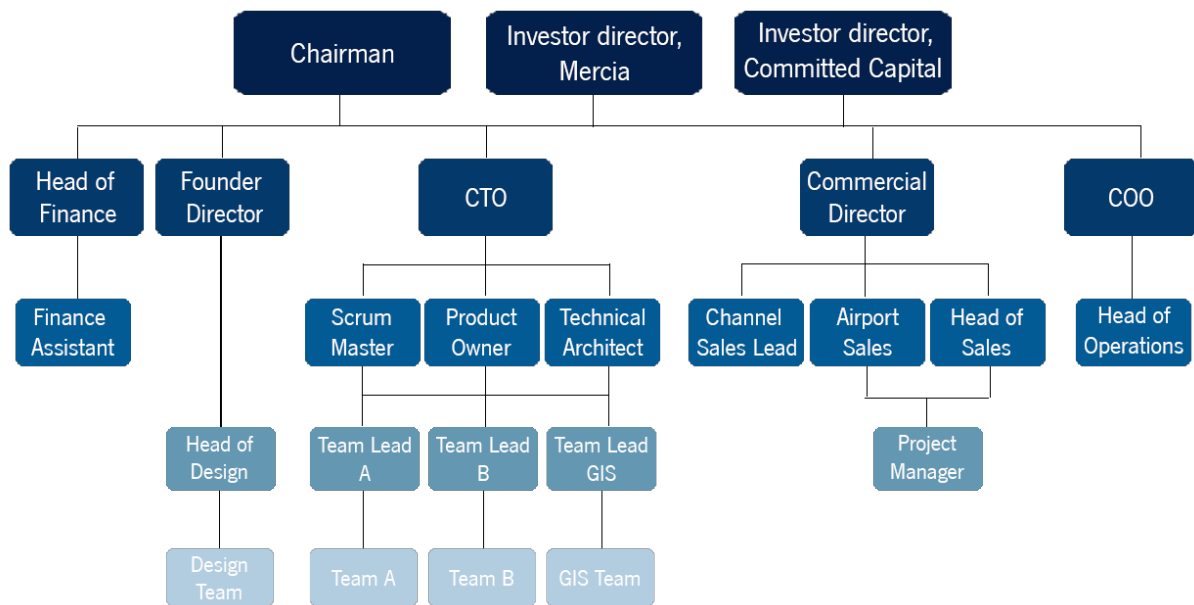 Chairman
Investor director,
Mercia
Investor director,
Committed Capital
Head of
Finance
Founder
Director
CTO
Commercial
Director
COO
Finance
Assistant
Scrum
Master
Product
Owner
Technical
Architect
Channel
Sales Lead
Airport
Sales
Head of
Sales
Head of
Operations
Head of
Design
Team Lead
A
Team Lead
B
Team Lead
GIS
Project
Manager
Design
Team
Team A
Team B
GIS Team